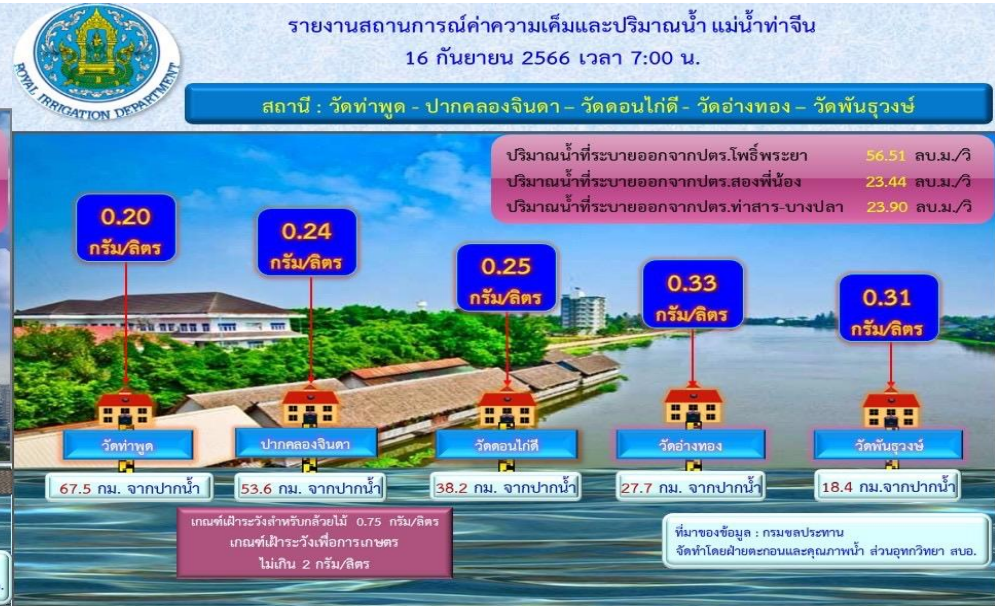 รายงานสถานการณ์ค่าความเค็มและปริมาณน้ำ แม่น้ำท่าจีน
16 กันยายน 2566 เวลา 7:00 น.
ROYAL IRRIGATION DEPARTMENT
สถานี : วัดท่าพูด - ปากคลองจินดา – วัดดอนไก่ดี - วัดอ่างทอง – วัดพันธุวงษ์
ปริมาณน้ำที่ระบายออกจากปตร.โพธิ์พระยา 56.51 ลบ.ม./วิ
ปริมาณน้ำที่ระบายออกจากปตร.สองพี่น้อง 23.44 ลบ.ม./วิ
ปริมาณน้ำที่ระบายออกจากปตร.ท่าสาร-บางปลา 23.90 ลบ.ม./วิ
0.20
กรัม/ลิตร
0.24
กรัม/ลิตร
0.25
กรัม/ลิตร
0.33
กรัม/ลิตร
0.31
กรัม/ลิตร
วัดท่าพูด
ปากคลองจินดา
วัดดอนไก่ดี
วัดอ่างทอง
วัดพันธุวงษ์
67.5 กม. จากปากน้ำ
53.6 กม. จากปากน้ำ
38.2 กม. จากปากน้ำ
27.7 กม. จากปากน้ำ
18.4 กม.จากปากน้ำ
เกณฑ์เฝ้าระวังสำหรับกล้วยไม้ 0.75 กรัม/ลิตร
เกณฑ์เฝ้าระวังเพื่อการเกษตร
ไม่เกิน 2 กรัม/ลิตร
ที่มาของข้อมูล : กรมชลประทาน
จัดทำโดยฝ่ายตะกอนและคุณภาพน้ำ ส่วนอุทกวิทยา สบอ.